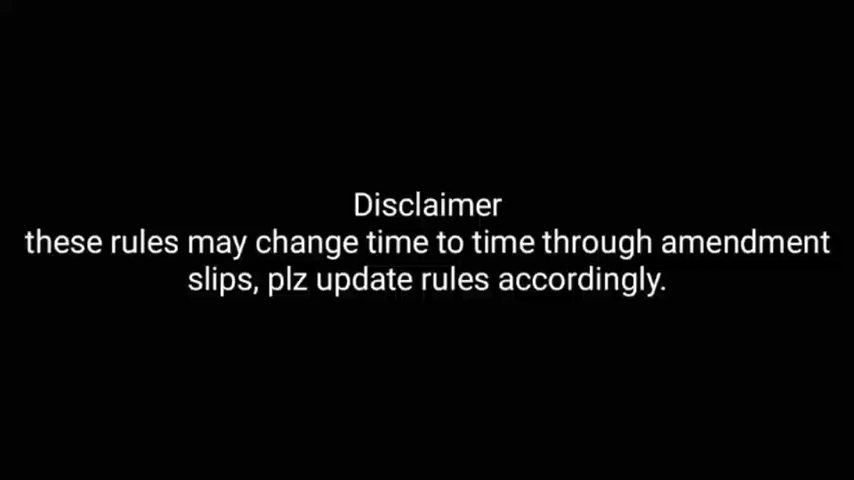 Disclaimer
these rules may change time to time through amendment
slips, plz update rules accordingly.